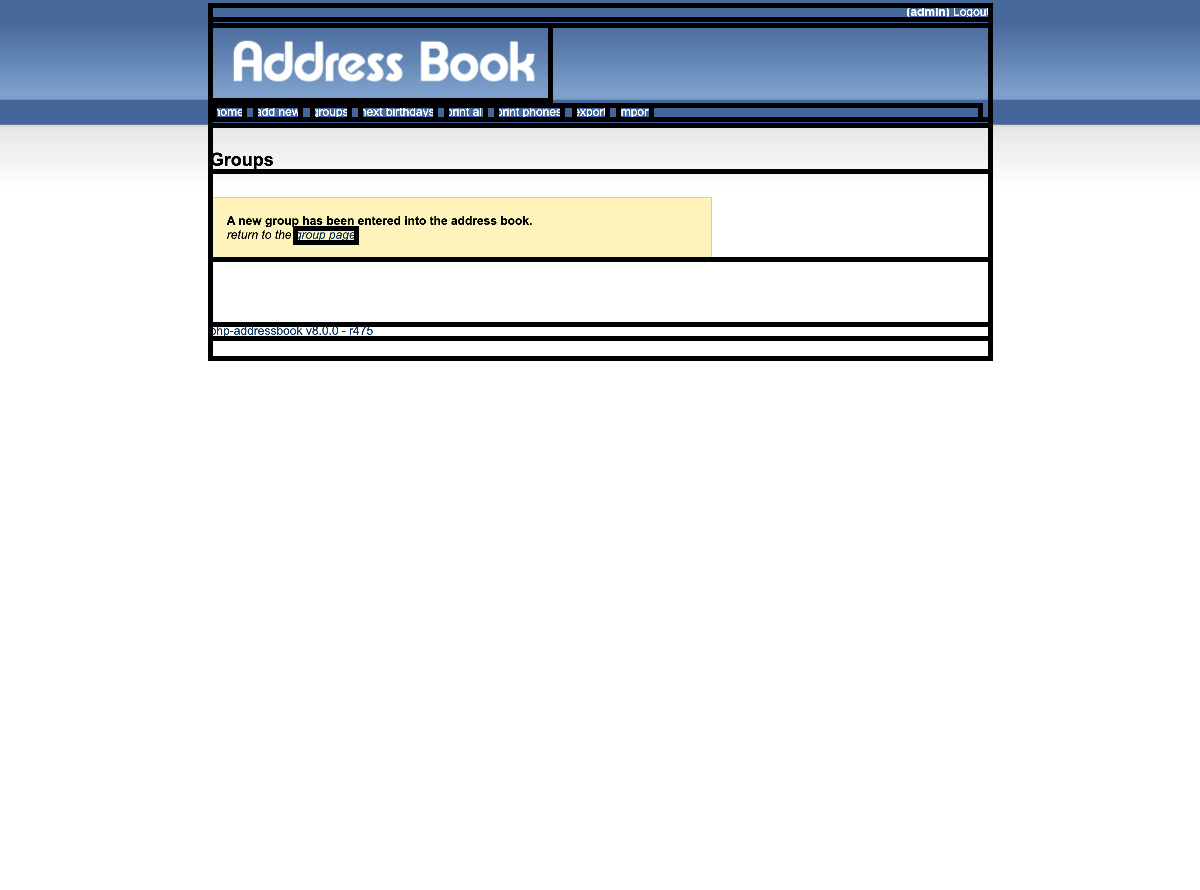 (admin) Logout
Address Book
home add new groups next birthdays print all print phones export import
Groups
A new group has been entered into the address book.
return to the group page
php-addressbook v8.0.0 - r475